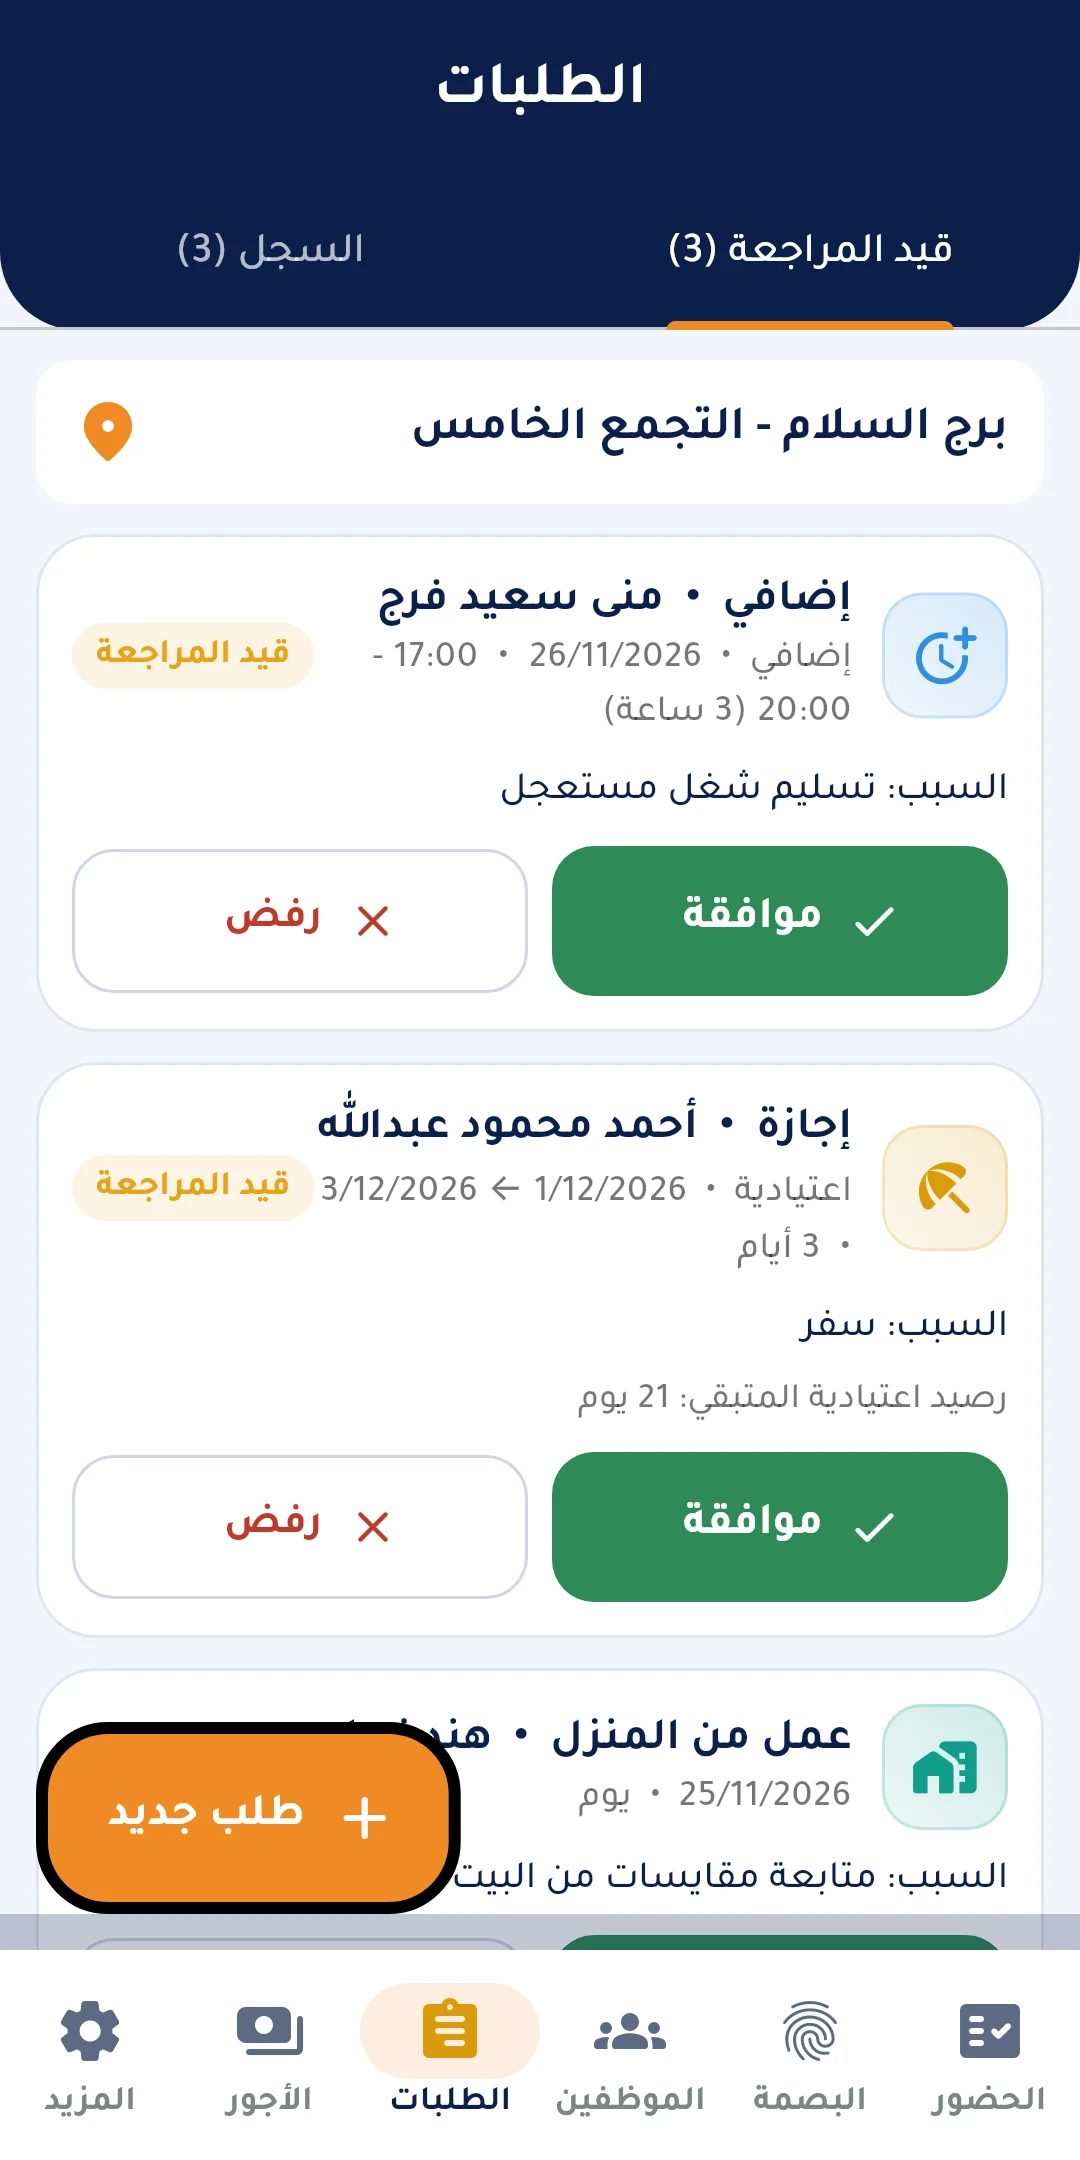 الطلبات
قيد المراجعة (3)
السجل (3)
برج السلام - التجمع الخامس
إضافي • منى سعيد فرج
إضافي • 26/11/2026 • 17:00 -
20:00 (3 ساعة)
قيد المراجعة
السبب: تسليم شغل مستعجل
موافقة
رفض
إجازة • أحمد محمود عبدالله
اعتيادية • 1/12/2026 ← 3/12/2026
• 3 أيام
قيد المراجعة
السبب: سفر
رصيد اعتيادية المتبقي: 21 يوم
موافقة
رفض
عمل من المنزل •
25/11/2026 • يوم
السبب: متابعة مقايسات من البيت
طلب جديد
الحضور
البصمة
الموظفين
الطلبات
الأجور
المزيد